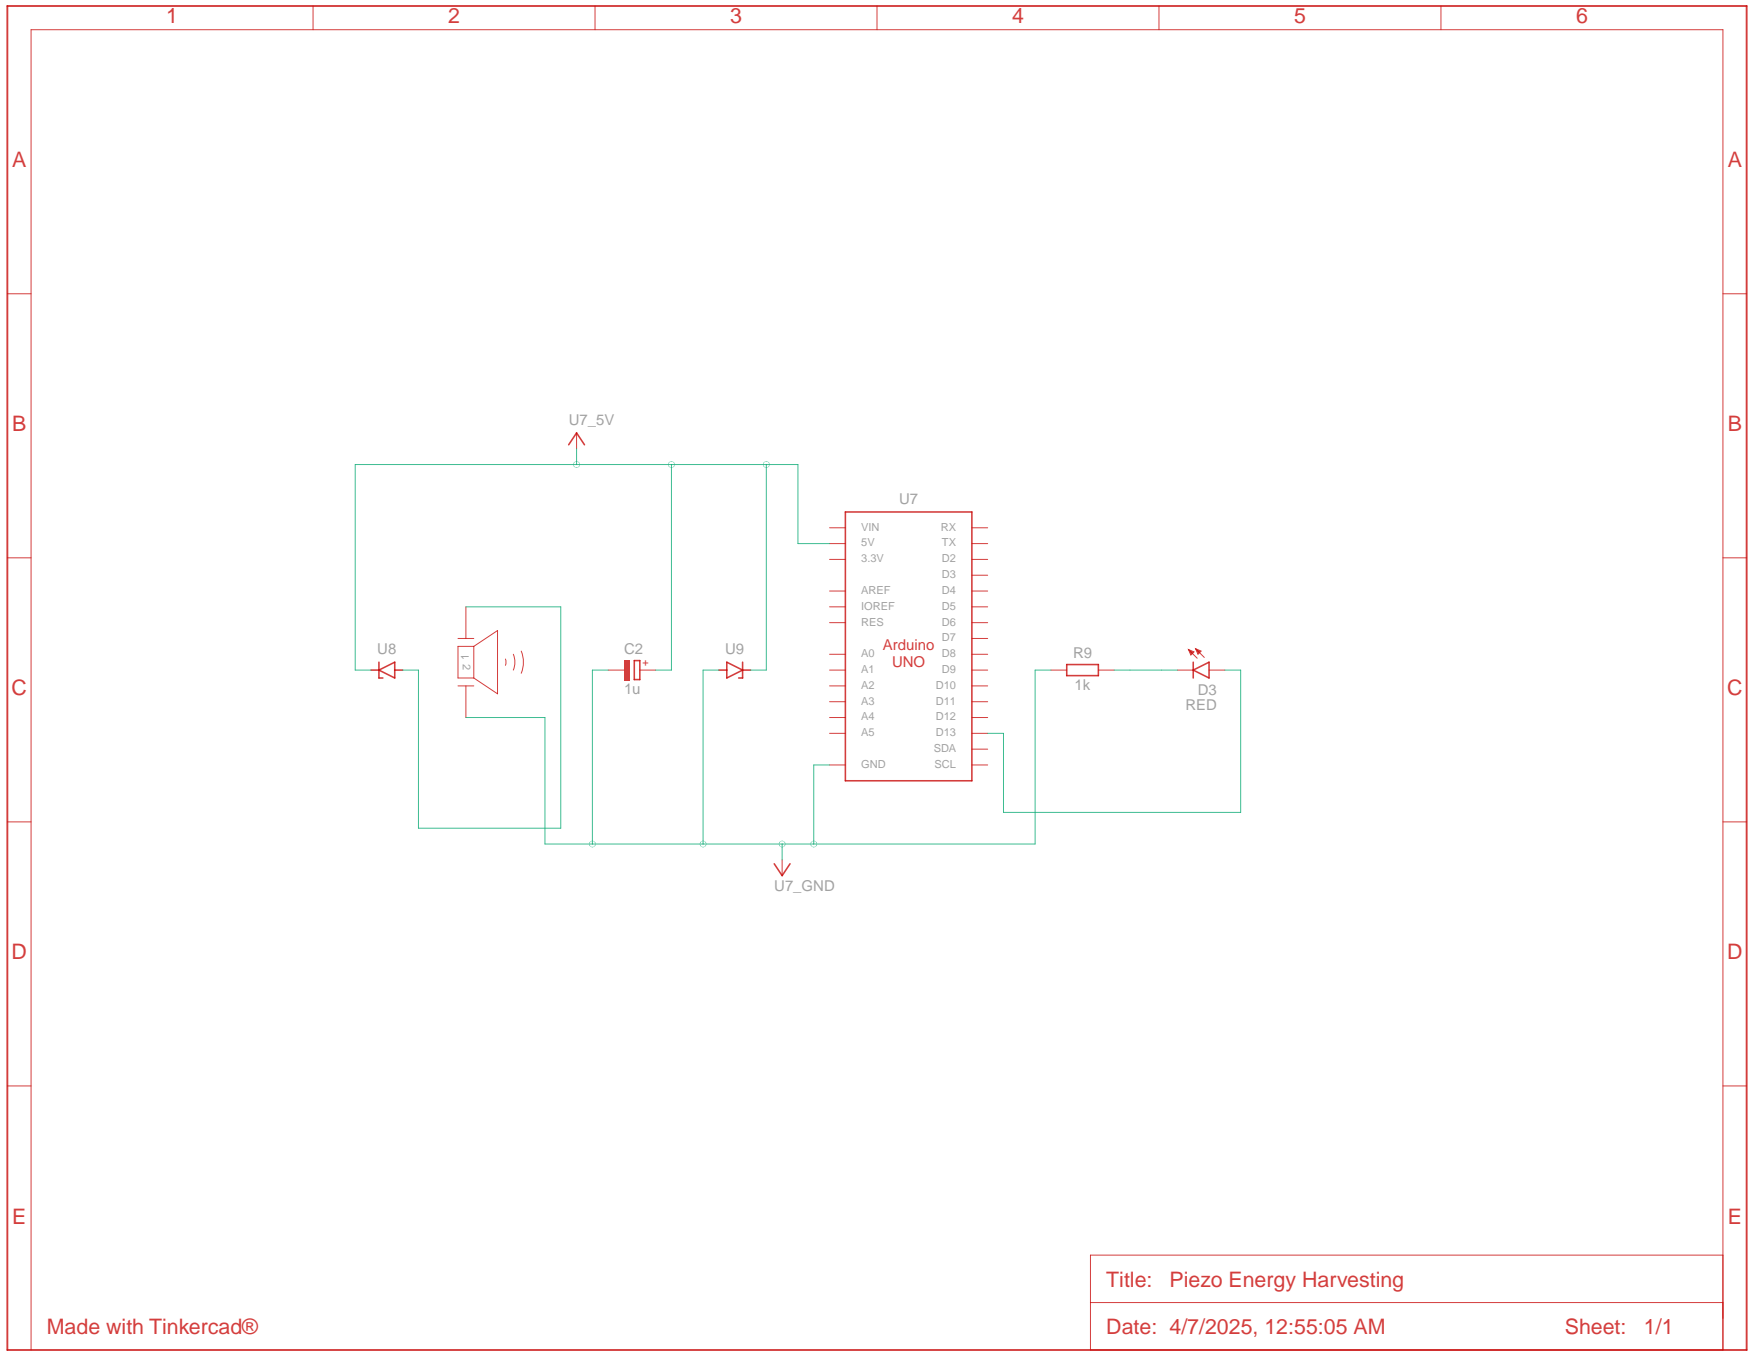 1 2 3 4 5 6
A A
B B
U7_5V
U7
VIN RX
5V TX
3.3V D2
D3
AREF D4
IOREF D5
RES D6
D7
Arduino
UNO
A0 D8
A1 D9
A2 D10
A3 D11
A4 D12
A5 D13
SDA
GND SCL
U8
1 2
C2
+
1u
U9
R9
1k
D3
RED
C C
U7_GND
D D
E E
Title: Piezo Energy Harvesting
Made with Tinkercad®
Date: 4/7/2025, 12:55:05 AM Sheet: 1/1